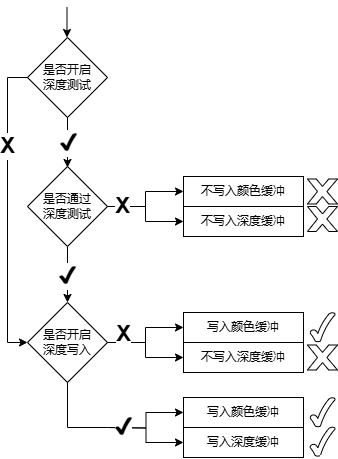 是否开启
深度测试
X
是否通过
深度测试
X
不写入颜色缓冲
不写入深度缓冲
是否开启
深度写入
X
写入颜色缓冲
不写入深度缓冲
写入颜色缓冲
写入深度缓冲